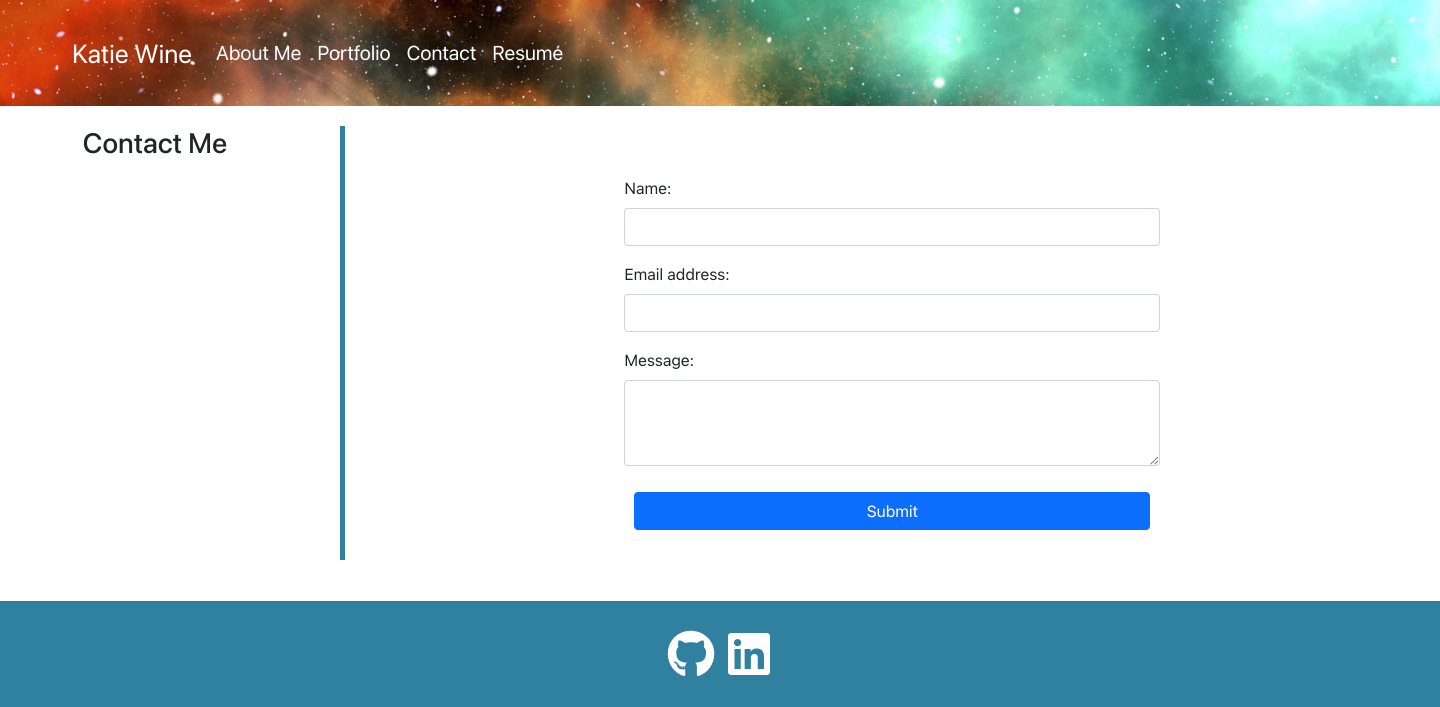 Katie Wine About Me Portfolio Contact Resumé
Contact Me
Name:
Email address:
Message:
Submit
in